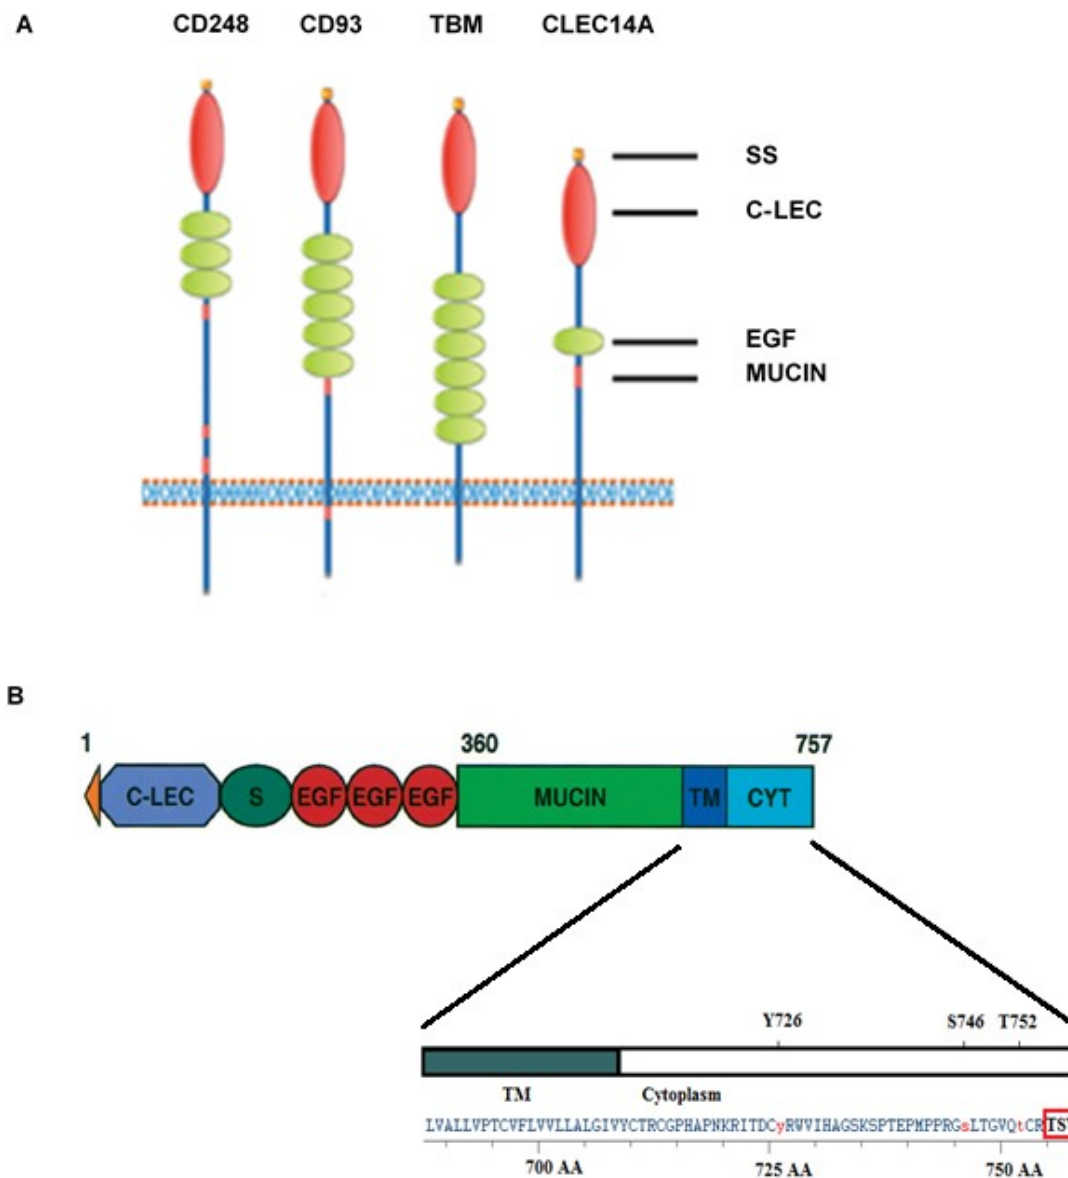 A
CD248 CD93 TBM CLEC14A
SS
C-LEC
EGF
MUCIN
B
1 360 757
C-LEC S EGF EGF EGF MUCIN TM CYT
Y726 S746 T752
TM Cytoplasm
LVALLVPTCVFLVVLLALGIVYCTRCGPHAPNKRITDCyRWVIHAGSKSPTEPMPPRGsLTGVQtCRTS
700 AA 725 AA 750 AA